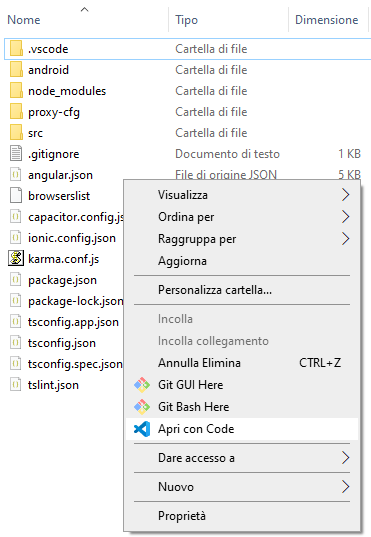 Nome Tipo Dimensione
.vscode Cartella di file
android Cartella di file
node_modules Cartella di file
proxy-cfg Cartella di file
src Cartella di file
.gitignore Documento di testo 1 KB
angular.json File di origine JSON 5 KB
browserslist
capacitor.config.js
ionic.config.json
karma.conf.js
package.json
package-lock.json
tsconfig.app.json
tsconfig.json
tsconfig.spec.json
tslint.json
Visualizza
Ordina per
Raggruppa per
Aggiorna
Personalizza cartella...
Incolla
Incolla collegamento
Annulla Elimina CTRL+Z
Git GUI Here
Git Bash Here
Apri con Code
Dare accesso a
Nuovo
Proprietà